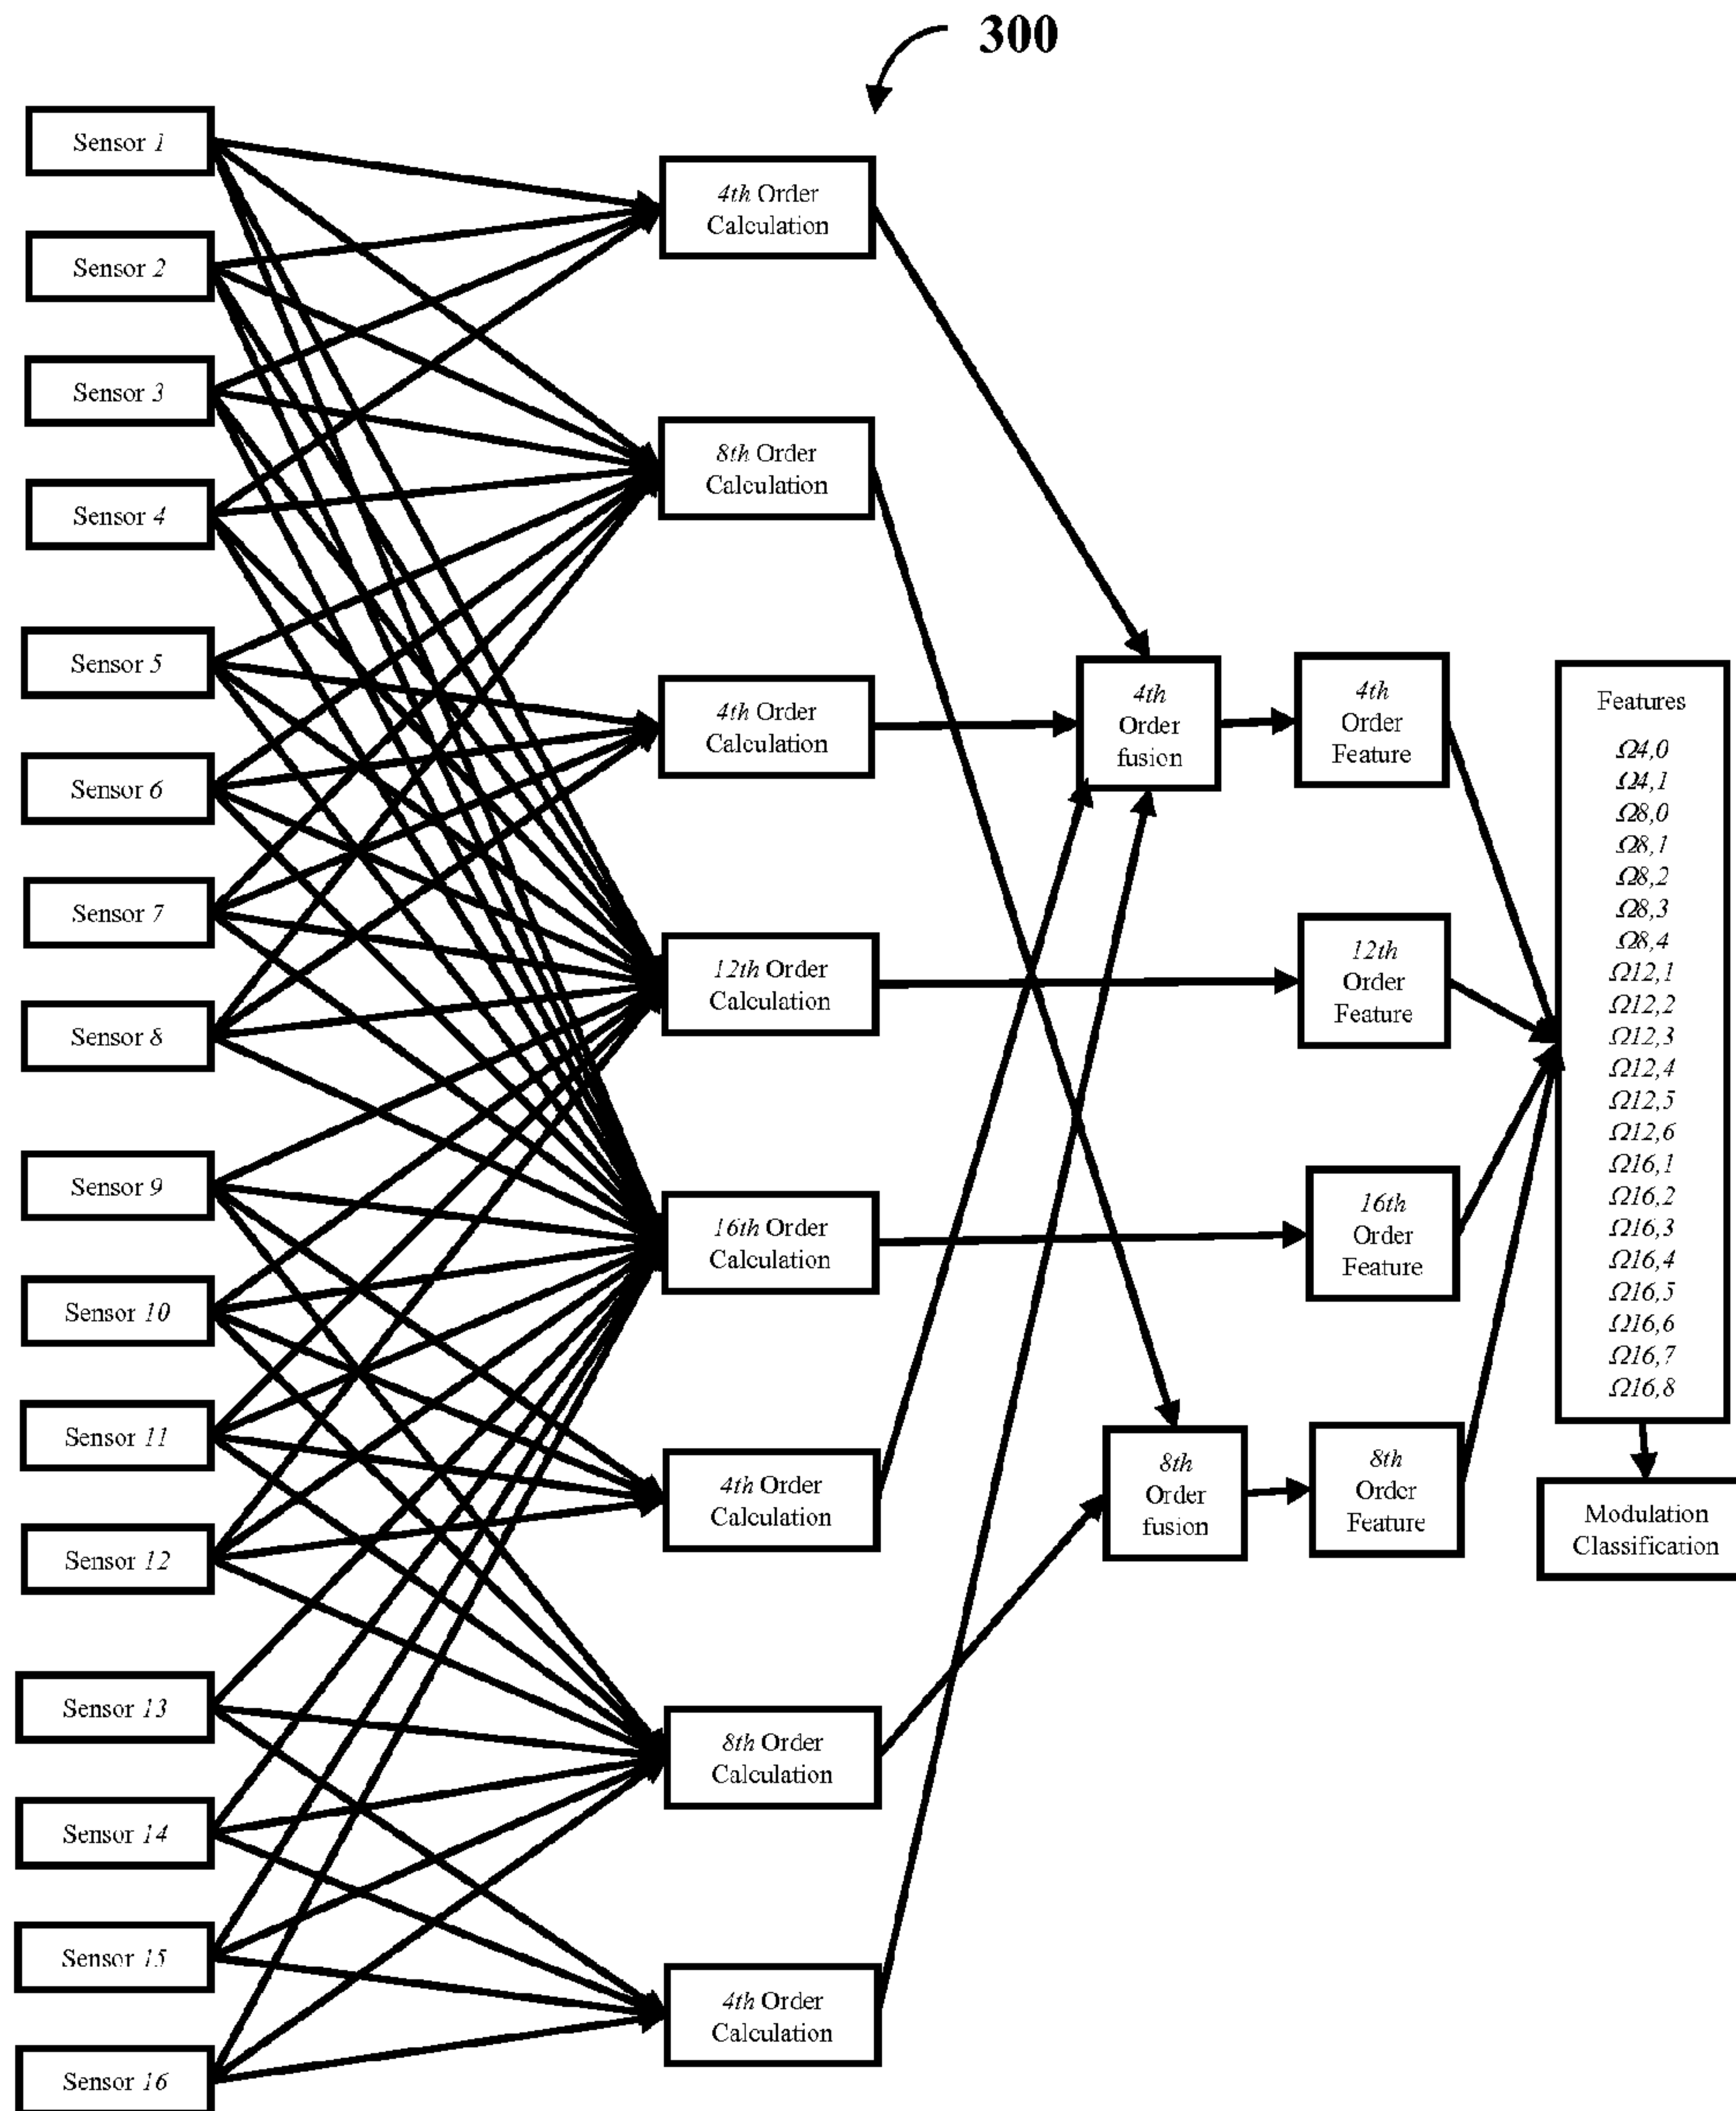 300
Sensor 1
Sensor 2
Sensor 3
Sensor 4
Sensor 5
Sensor 6
Sensor 7
Sensor 8
Sensor 9
Sensor 10
Sensor 11
Sensor 12
Sensor 13
Sensor 14
Sensor 15
Sensor 16
4th Order
Calculation
8th Order
Calculation
4th Order
Calculation
12th Order
Calculation
16th Order
Calculation
4th Order
Calculation
8th Order
Calculation
4th Order
Calculation
4th
Order
fusion
8th
Order
fusion
4th
Order
Feature
12th
Order
Feature
16th
Order
Feature
8th
Order
Feature
Features
Ω4,0
Ω4,1
Ω8,0
Ω8,1
Ω8,2
Ω8,3
Ω8,4
Ω12,1
Ω12,2
Ω12,3
Ω12,4
Ω12,5
Ω12,6
Ω16,1
Ω16,2
Ω16,3
Ω16,4
Ω16,5
Ω16,6
Ω16,7
Ω16,8
Modulation
Classification